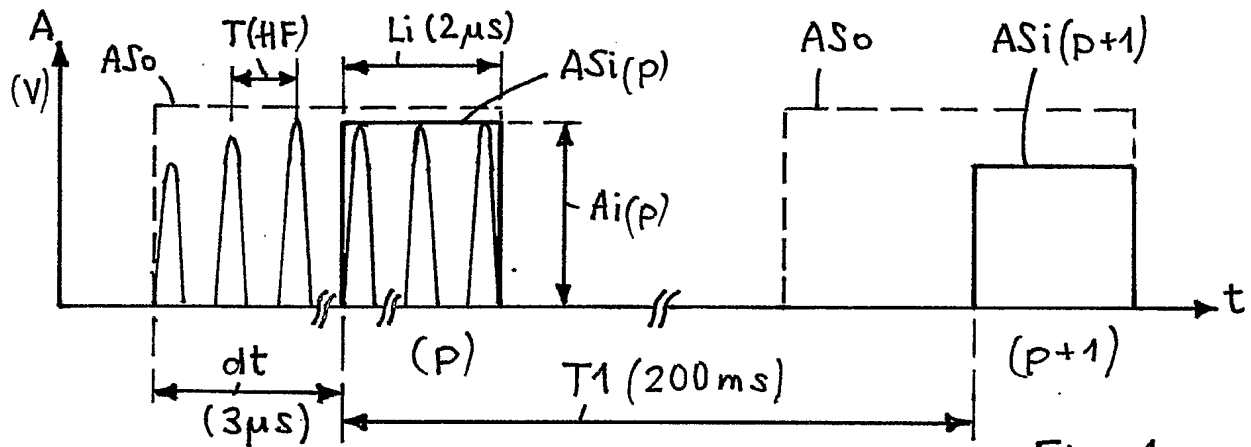 A
(V)
ASo
T(HF)
Li (2µs)
ASi(p)
Ai(p)
ASo
ASi(p+1)
t
dt
(3µs)
(p)
T1 (200ms)
(p+1)